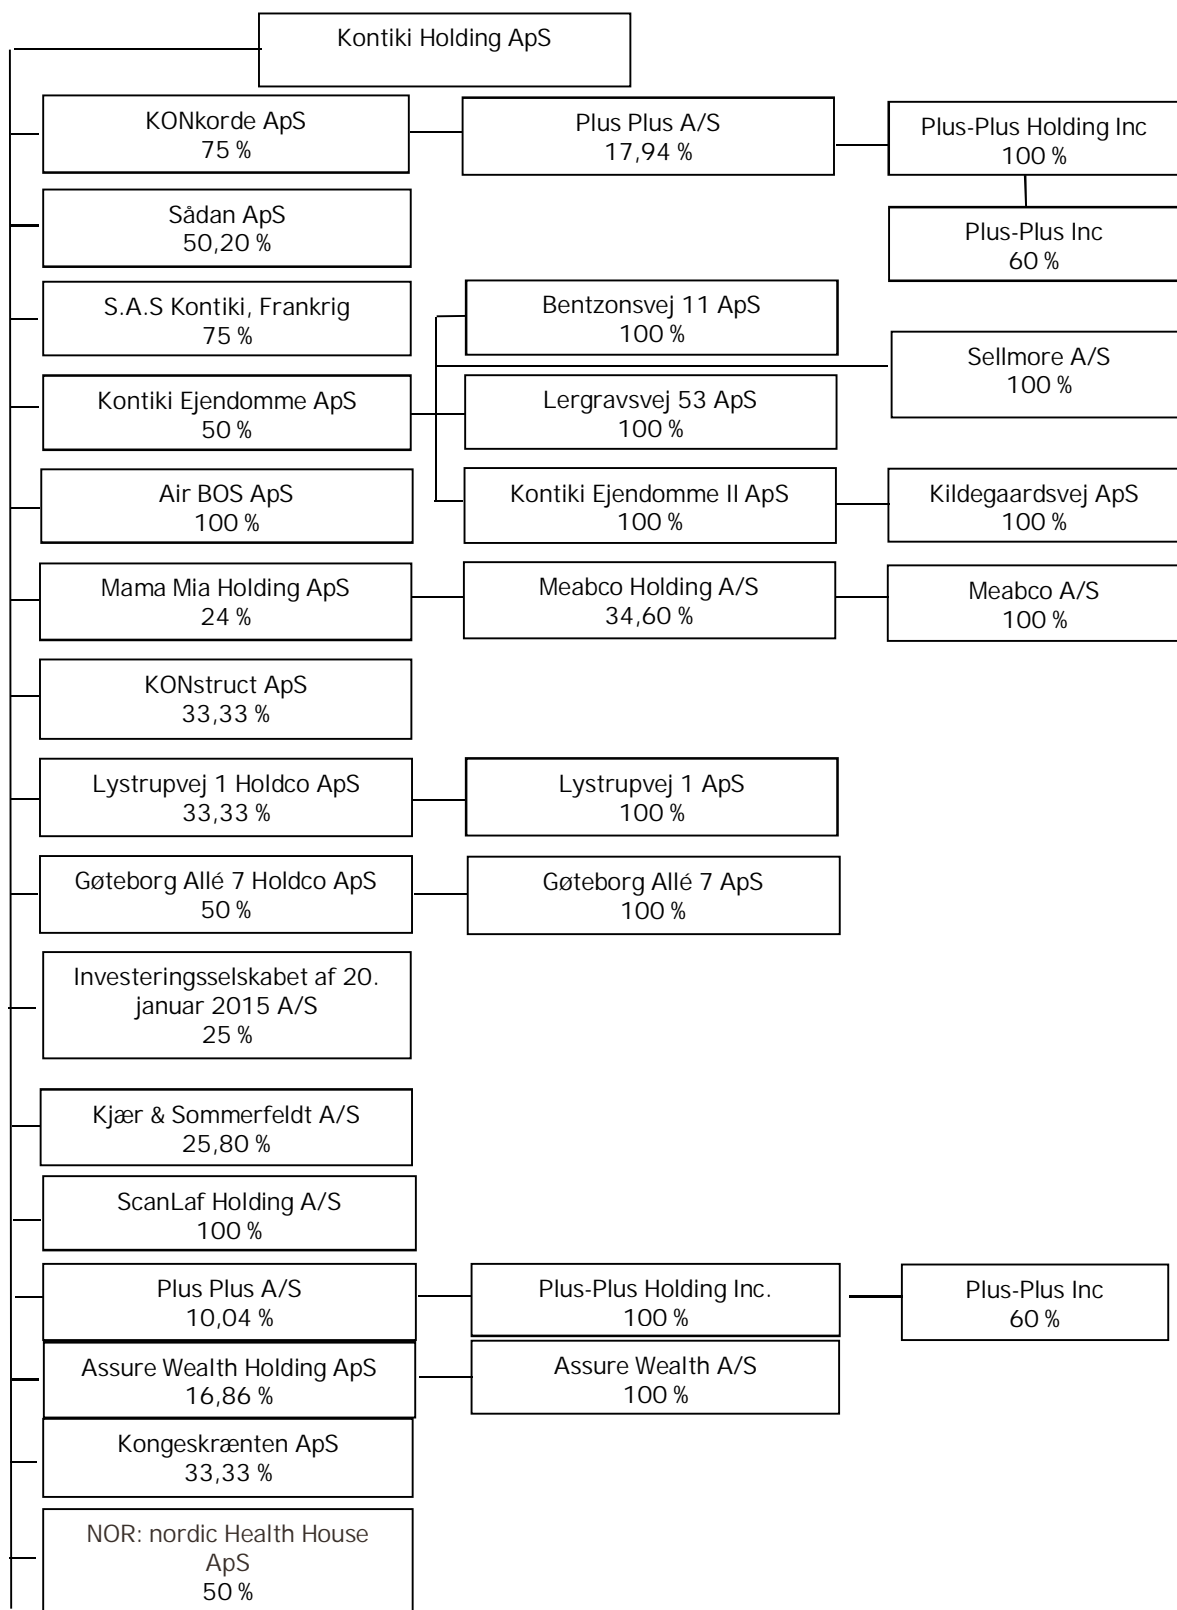 Kontiki Holding ApS
KONkorde ApS
75 %
Plus Plus A/S
17,94 %
Plus-Plus Holding Inc
100 %
Sådan ApS
50,20 %
Plus-Plus Inc
60 %
S.A.S Kontiki, Frankrig
75 %
Bentzonsvej 11 ApS
100 %
Sellmore A/S
100 %
Kontiki Ejendomme ApS
50 %
Lergravsvej 53 ApS
100 %
Air BOS ApS
100 %
Kontiki Ejendomme II ApS
100 %
Kildegaardsvej ApS
100 %
Mama Mia Holding ApS
24 %
Meabco Holding A/S
34,60 %
Meabco A/S
100 %
KONstruct ApS
33,33 %
Lystrupvej 1 Holdco ApS
33,33 %
Lystrupvej 1 ApS
100 %
Gøteborg Allé 7 Holdco ApS
50 %
Gøteborg Allé 7 ApS
100 %
Investeringsselskabet af 20.
januar 2015 A/S
25 %
Kjær & Sommerfeldt A/S
25,80 %
ScanLaf Holding A/S
100 %
Plus Plus A/S
10,04 %
Plus-Plus Holding Inc.
100 %
Plus-Plus Inc
60 %
Assure Wealth Holding ApS
16,86 %
Assure Wealth A/S
100 %
Kongeskrænten ApS
33,33 %
NOR: nordic Health House
ApS
50 %